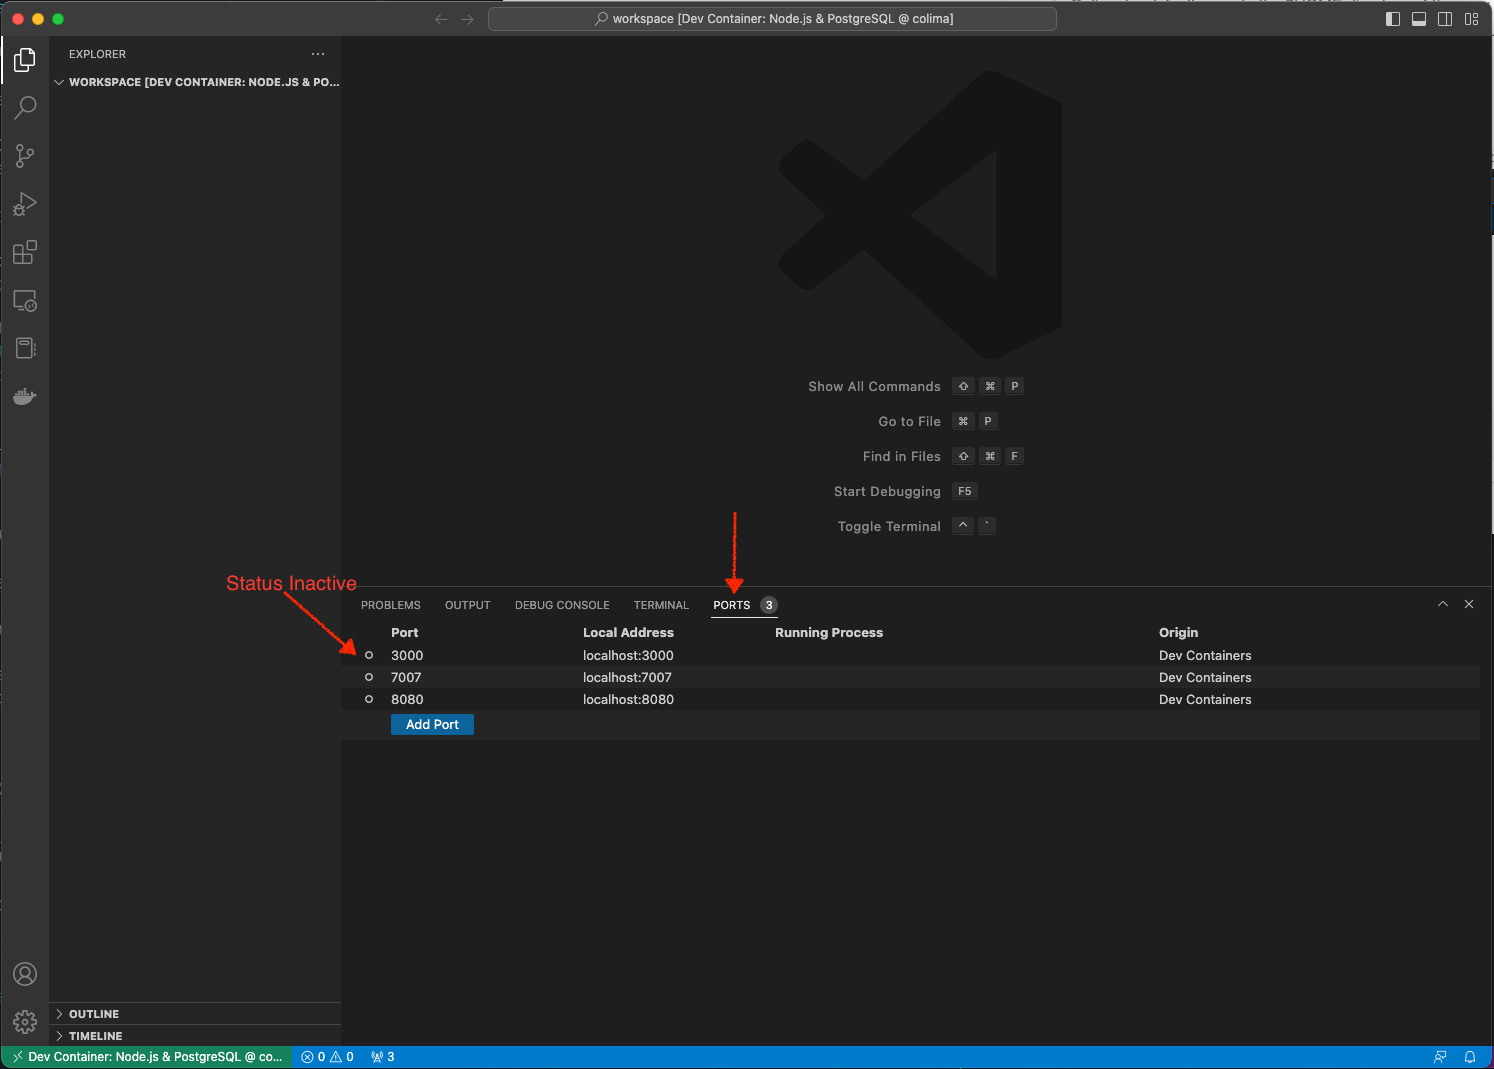 workspace [Dev Container: Node.js & PostgreSQL @ colima]
EXPLORER
WORKSPACE [DEV CONTAINER: NODE.JS & PO...
Show All Commands ⇧ ⌘ P
Go to File ⌘ P
Find in Files ⇧ ⌘ F
Start Debugging F5
Toggle Terminal ^ `
Status Inactive
PROBLEMS OUTPUT DEBUG CONSOLE TERMINAL PORTS 3
Port Local Address Running Process Origin
3000 localhost:3000 Dev Containers
7007 localhost:7007 Dev Containers
8080 localhost:8080 Dev Containers
Add Port
OUTLINE
TIMELINE
Dev Container: Node.js & PostgreSQL @ co... 0 0 3